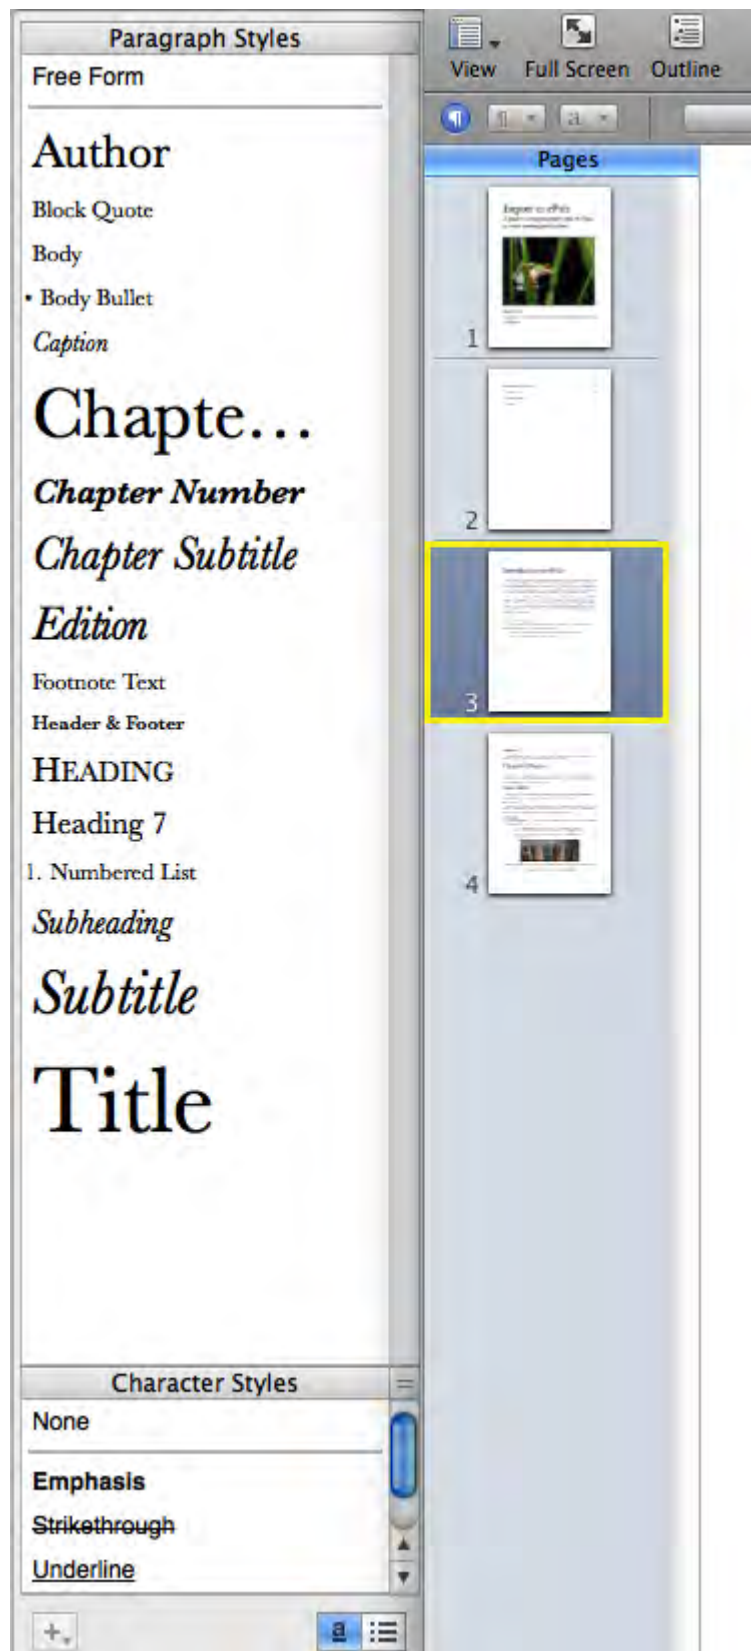 Paragraph Styles
Free Form
Author
Block Quote
Body
• Body Bullet
Caption
Chapte...
Chapter Number
Chapter Subtitle
Edition
Footnote Text
Header & Footer
HEADING
Heading 7
1. Numbered List
Subheading
Subtitle
Title
Character Styles
None
Emphasis
Strikethrough
Underline
a
View Full Screen Outline
¶ ¶ a
Pages
1
2
3
4